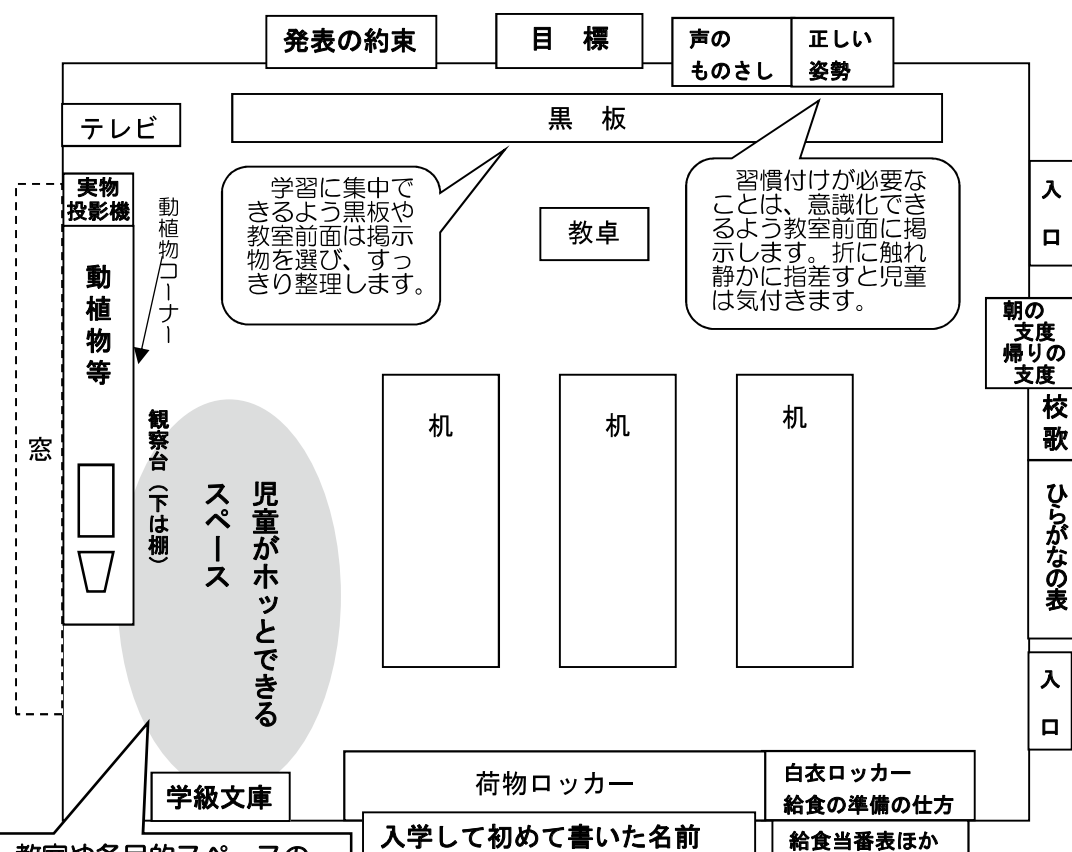 発表の約束
目　標
声の
ものさし
正しい
姿勢
テレビ
黒　板
実物
投影機
動植物コーナー
学習に集中で
きるよう黒板や
教室前面は掲示
物を選び、すっ
きり整理します。
教卓
習慣付けが必要な
ことは、意識化でき
るよう教室前面に掲
示します。折に触れ
静かに指差すと児童
は気付きます。
入
口
動植物等
朝の
支度
帰りの
支度
校歌
窓
観察台（下は棚）
机
机
机
児童がホッとできる
スペース
ひらがなの表
入
口
学級文庫
荷物ロッカー
白衣ロッカー
給食の準備の仕方
入学して初めて書いた名前
給食当番表ほか
教室や多目的スペースの